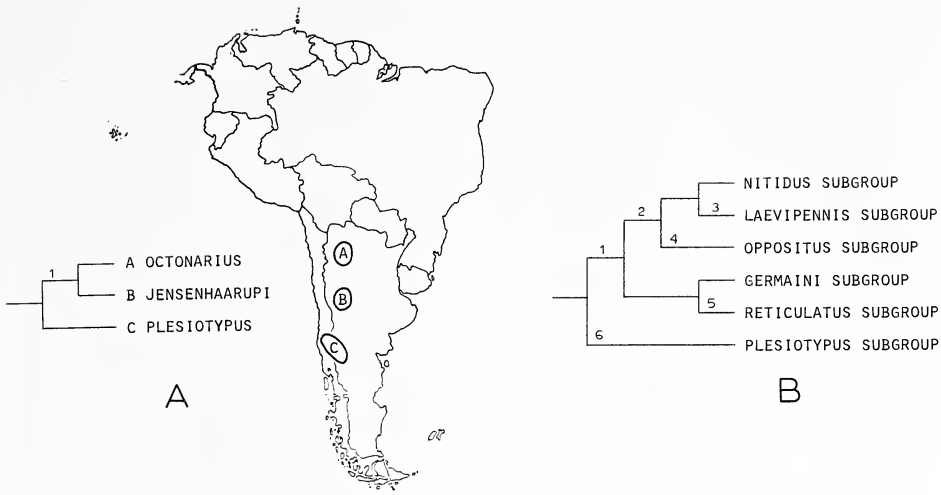 1
A OCTONARIUS
B JENSENHAARUPI
C PLESIOTYPUS
A
A
B
C
NITIDUS SUBGROUP
3
LAEVIPENNIS SUBGROUP
2
4
OPPOSITUS SUBGROUP
1
GERMAINI SUBGROUP
5
RETICULATUS SUBGROUP
6
PLESIOTYPUS SUBGROUP
B